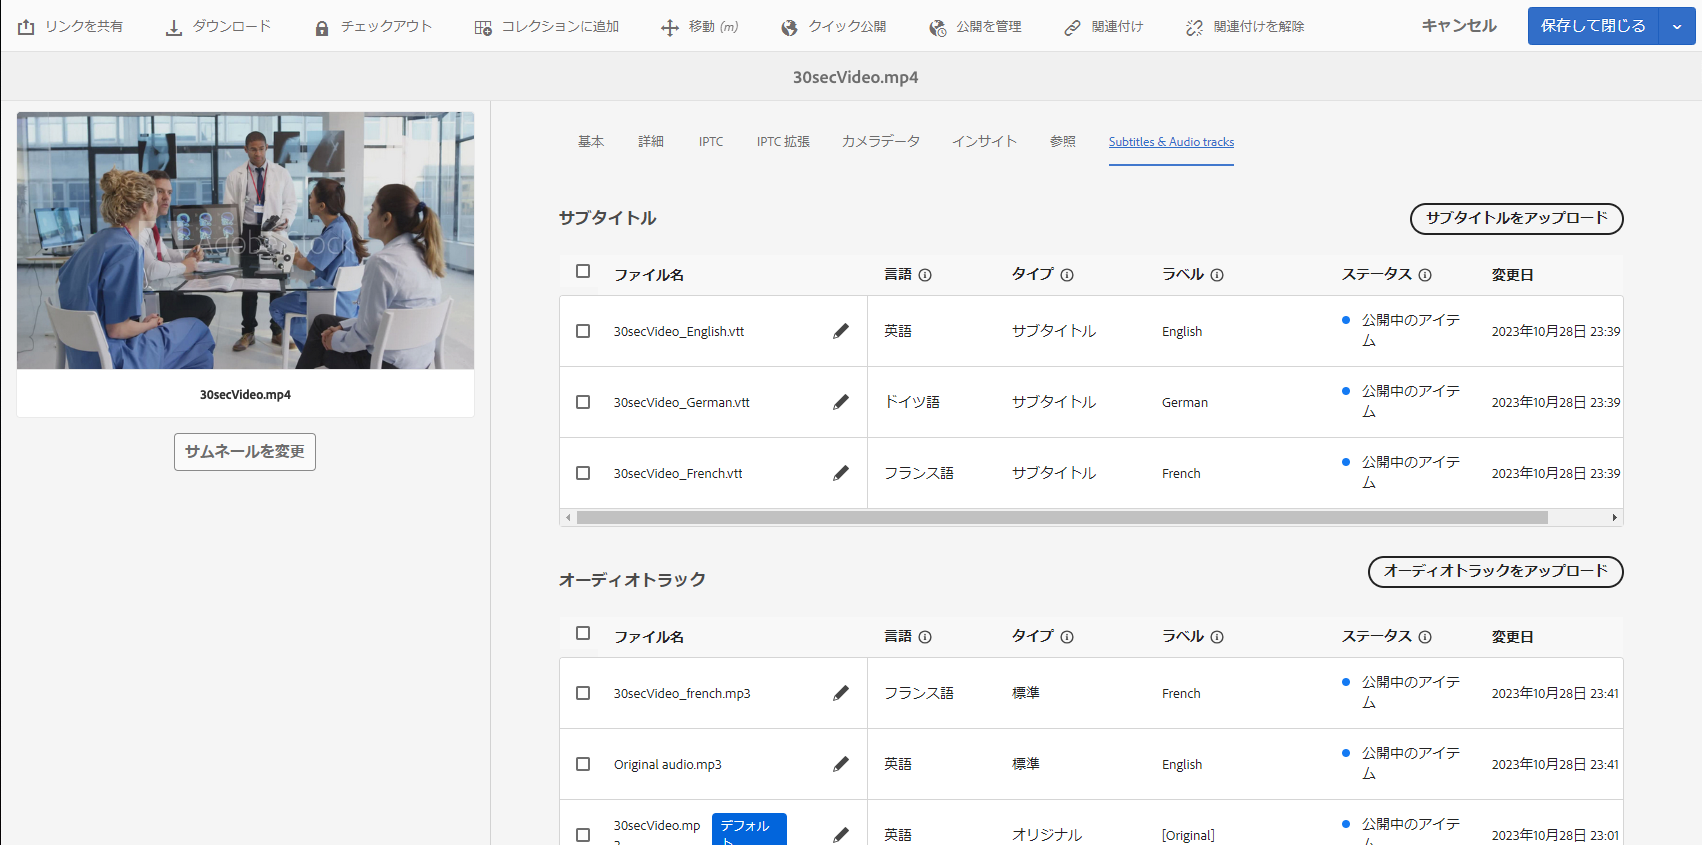 リンクを共有 ダウンロード チェックアウト コレクションに追加 移動 (m) クイック公開 公開を管理 関連付け 関連付けを解除 キャンセル 保存して閉じる
30secVideo.mp4
基本 詳細 IPTC IPTC 拡張 カメラデータ インサイト 参照 Subtitles & Audio tracks
Adobe Stock
30secVideo.mp4
サムネールを変更
サブタイトル サブタイトルをアップロード
ファイル名 言語 タイプ ラベル ステータス 変更日
30secVideo_English.vtt 英語 サブタイトル English 公開中のアイテ
ム 2023年10月28日 23:39
30secVideo_German.vtt ドイツ語 サブタイトル German 公開中のアイテ
ム 2023年10月28日 23:39
30secVideo_French.vtt フランス語 サブタイトル French 公開中のアイテ
ム 2023年10月28日 23:39
オーディオトラック オーディオトラックをアップロード
ファイル名 言語 タイプ ラベル ステータス 変更日
30secVideo_french.mp3 フランス語 標準 French 公開中のアイテ
ム 2023年10月28日 23:41
Original audio.mp3 英語 標準 English 公開中のアイテ
ム 2023年10月28日 23:41
30secVideo.mp デフォル
ト 英語 オリジナル [Original] 公開中のアイテ
2023年10月28日 23:01